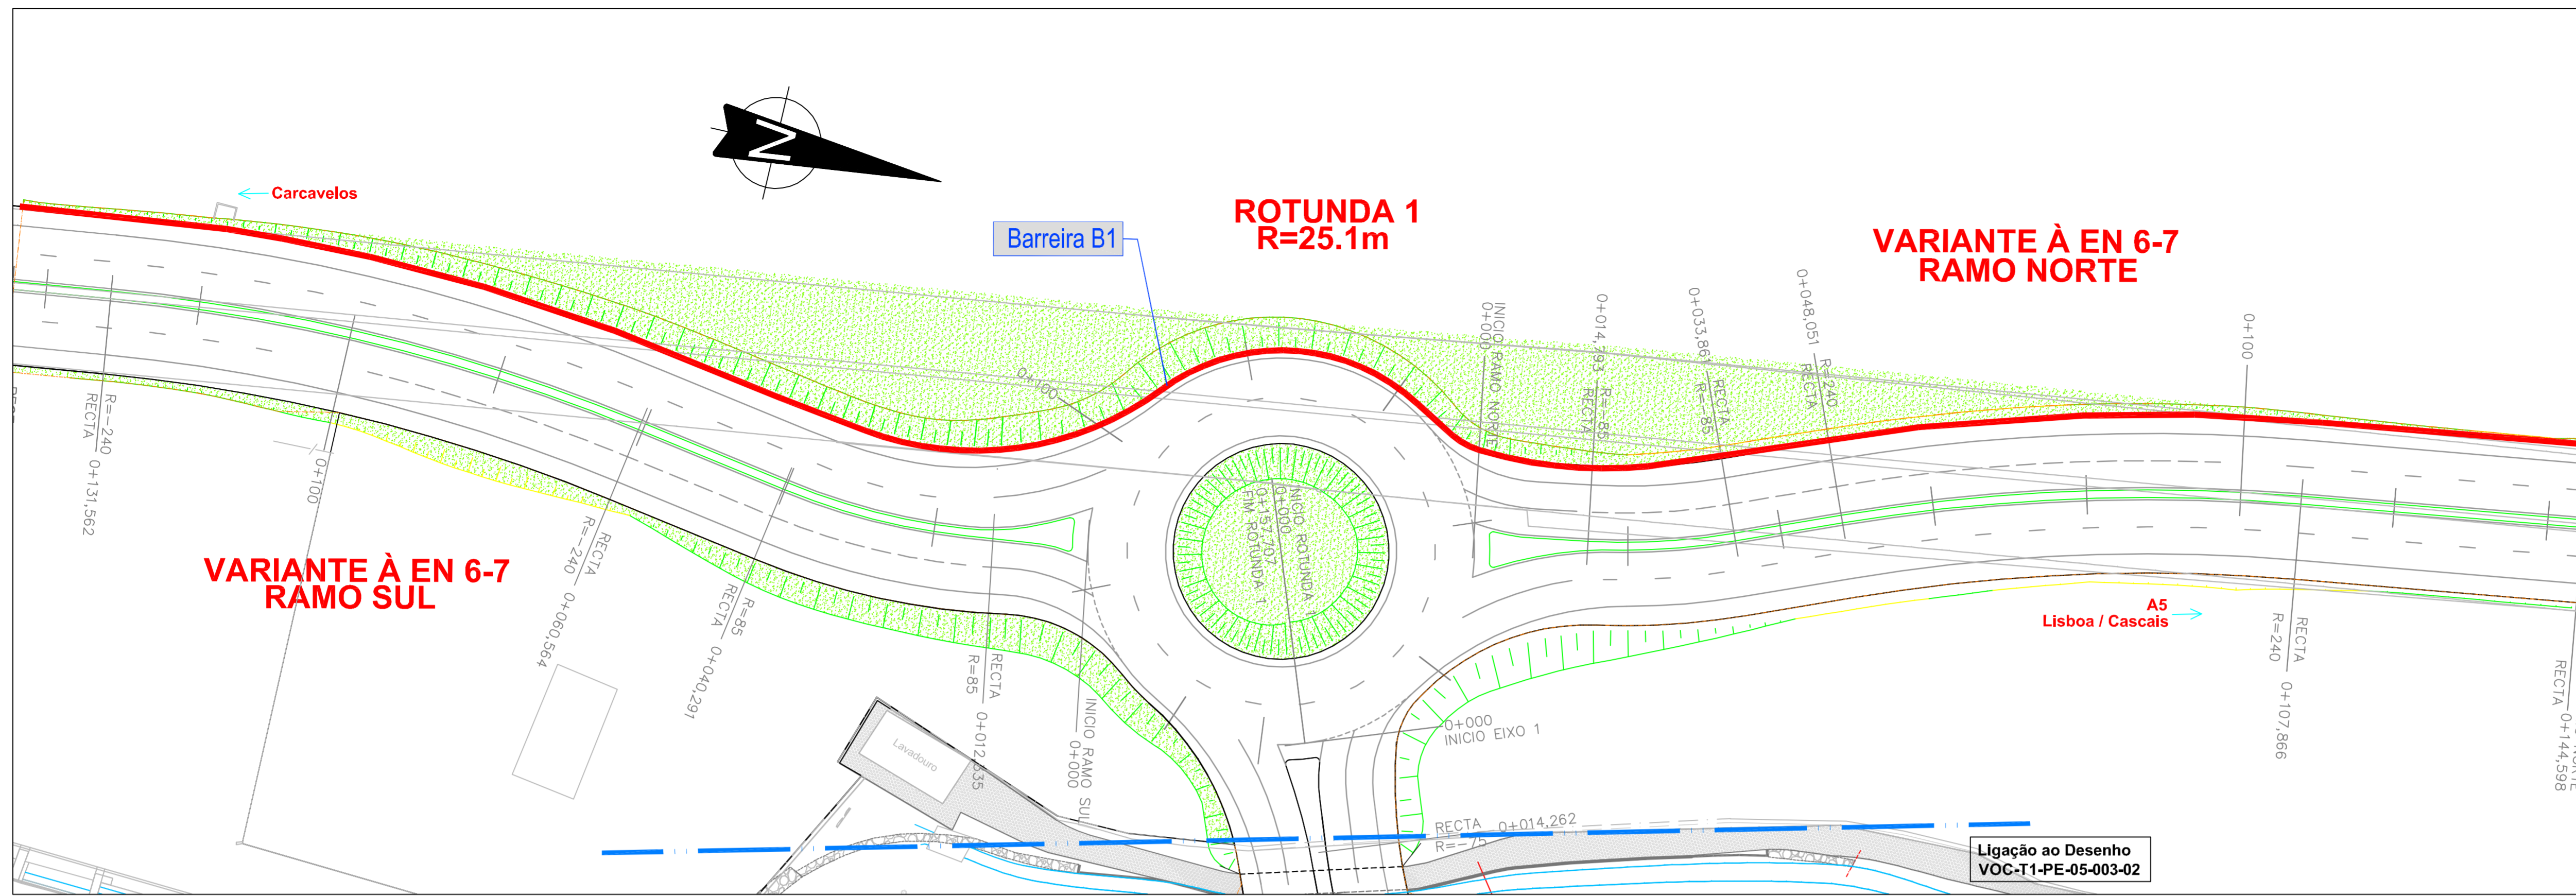 N
Carcavelos
Barreira B1
ROTUNDA 1
R=25.1m
VARIANTE À EN 6-7
RAMO NORTE
VARIANTE À EN 6-7
RAMO SUL
R=-240
RECTA
0+131,562
0+100
RECTA
R=-240
0+060,564
R=85
RECTA
0+040,291
RECTA
R=85
INICIO RAMO SUL
0+000
0+100
INICIO ROTUNDA 1
0+000
0+157,707
FIM ROTUNDA 1
INICIO RAMO NORTE
0+000
0+014,793
R=-85
RECTA
0+033,861
RECTA
R=-85
0+048,051
R=240
RECTA
0+100
A5
Lisboa / Cascais
RECTA
R=240
0+107,866
RECTA
0+144,598
0+000
INICIO EIXO 1
RECTA
R=-75
0+014,262
Lavadouro
Ligação ao Desenho
VOC-T1-PE-05-003-02